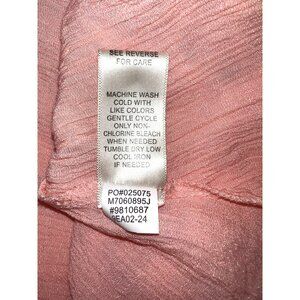 SEE REVERSE
FOR CARE
MACHINE WASH
COLD WITH
LIKE COLORS
GENTLE CYCLE
ONLY NON-
CHLORINE BLEACH
WHEN NEEDED
TUMBLE DRY LOW
COOL IRON
IF NEEDED
PO#025075
M7060895J
#9810687
SEA02-24